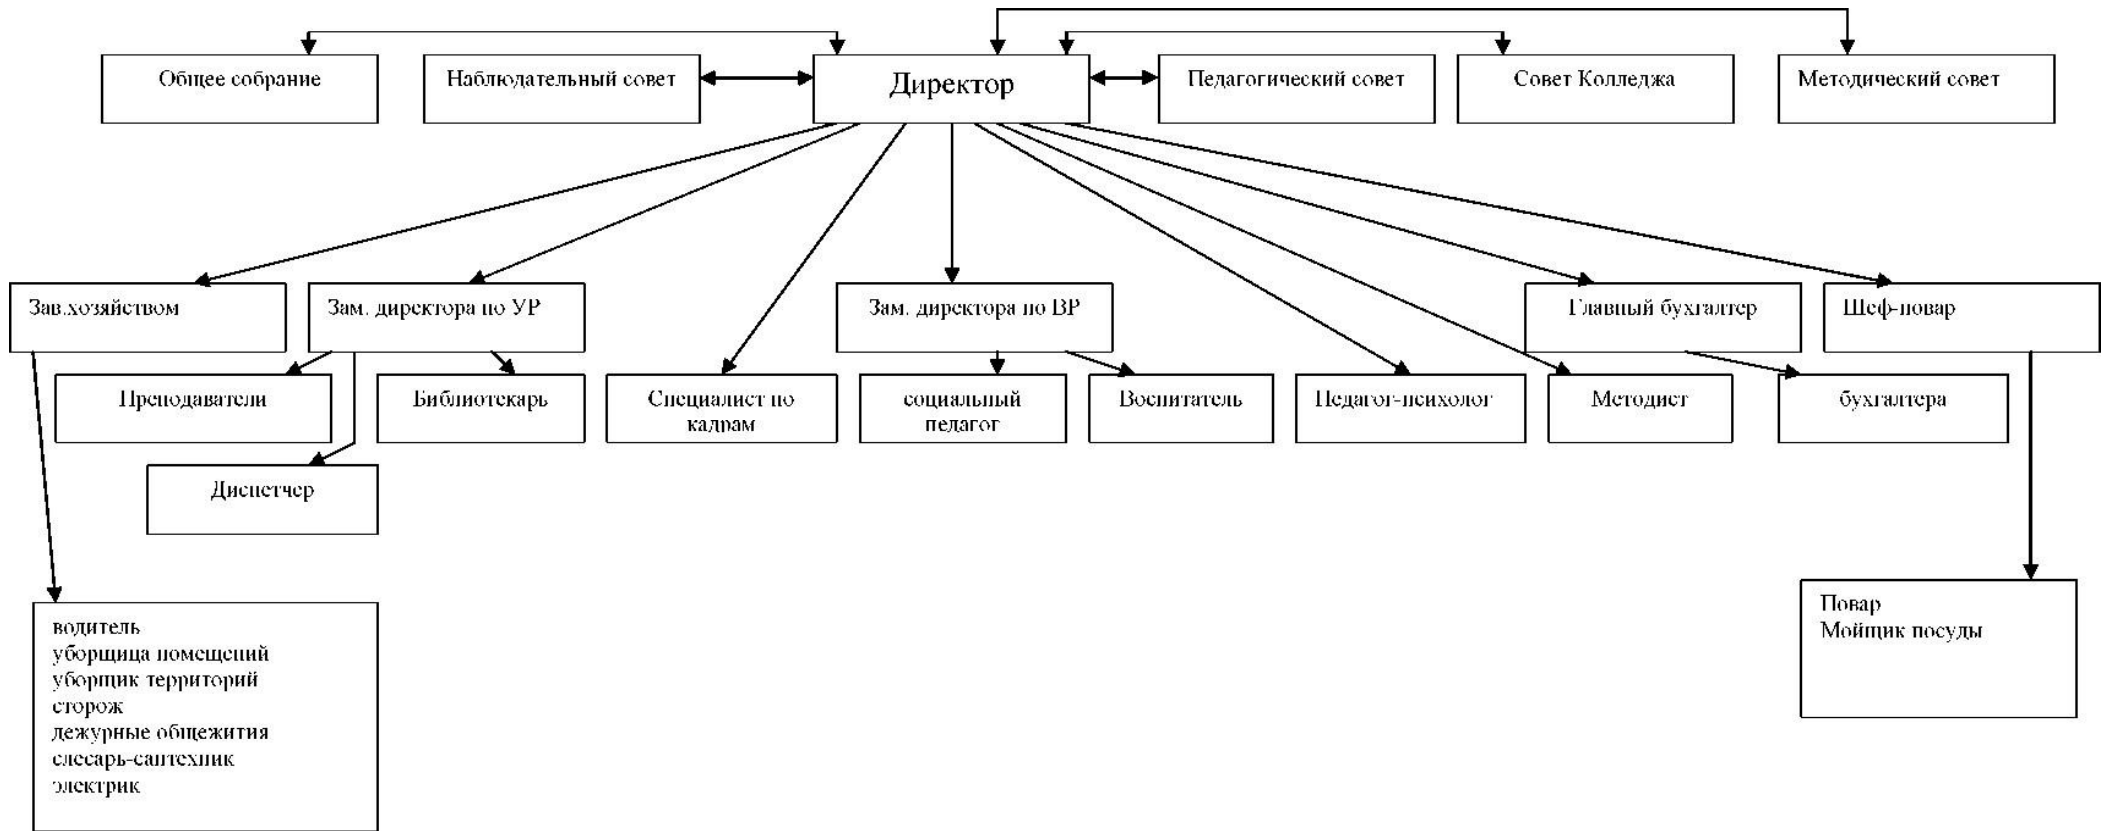 Общее собрание
Наблюдательный совет
Директор
Педагогический совет
Совет Колледжа
Методический совет
Зав.хозяйством
Зам. директора по УР
Зам. директора по ВР
Главный бухгалтер
Шеф-повар
Преподаватели
Библиотекарь
Специалист по
кадрам
социальный
педагог
Воспитатель
Педагог-психолог
Методист
бухгалтера
Диспетчер
водитель
уборщица помещений
уборщик территорий
сторож
дежурные общежития
слесарь-сантехник
электрик
Повар
Мойщик посуды